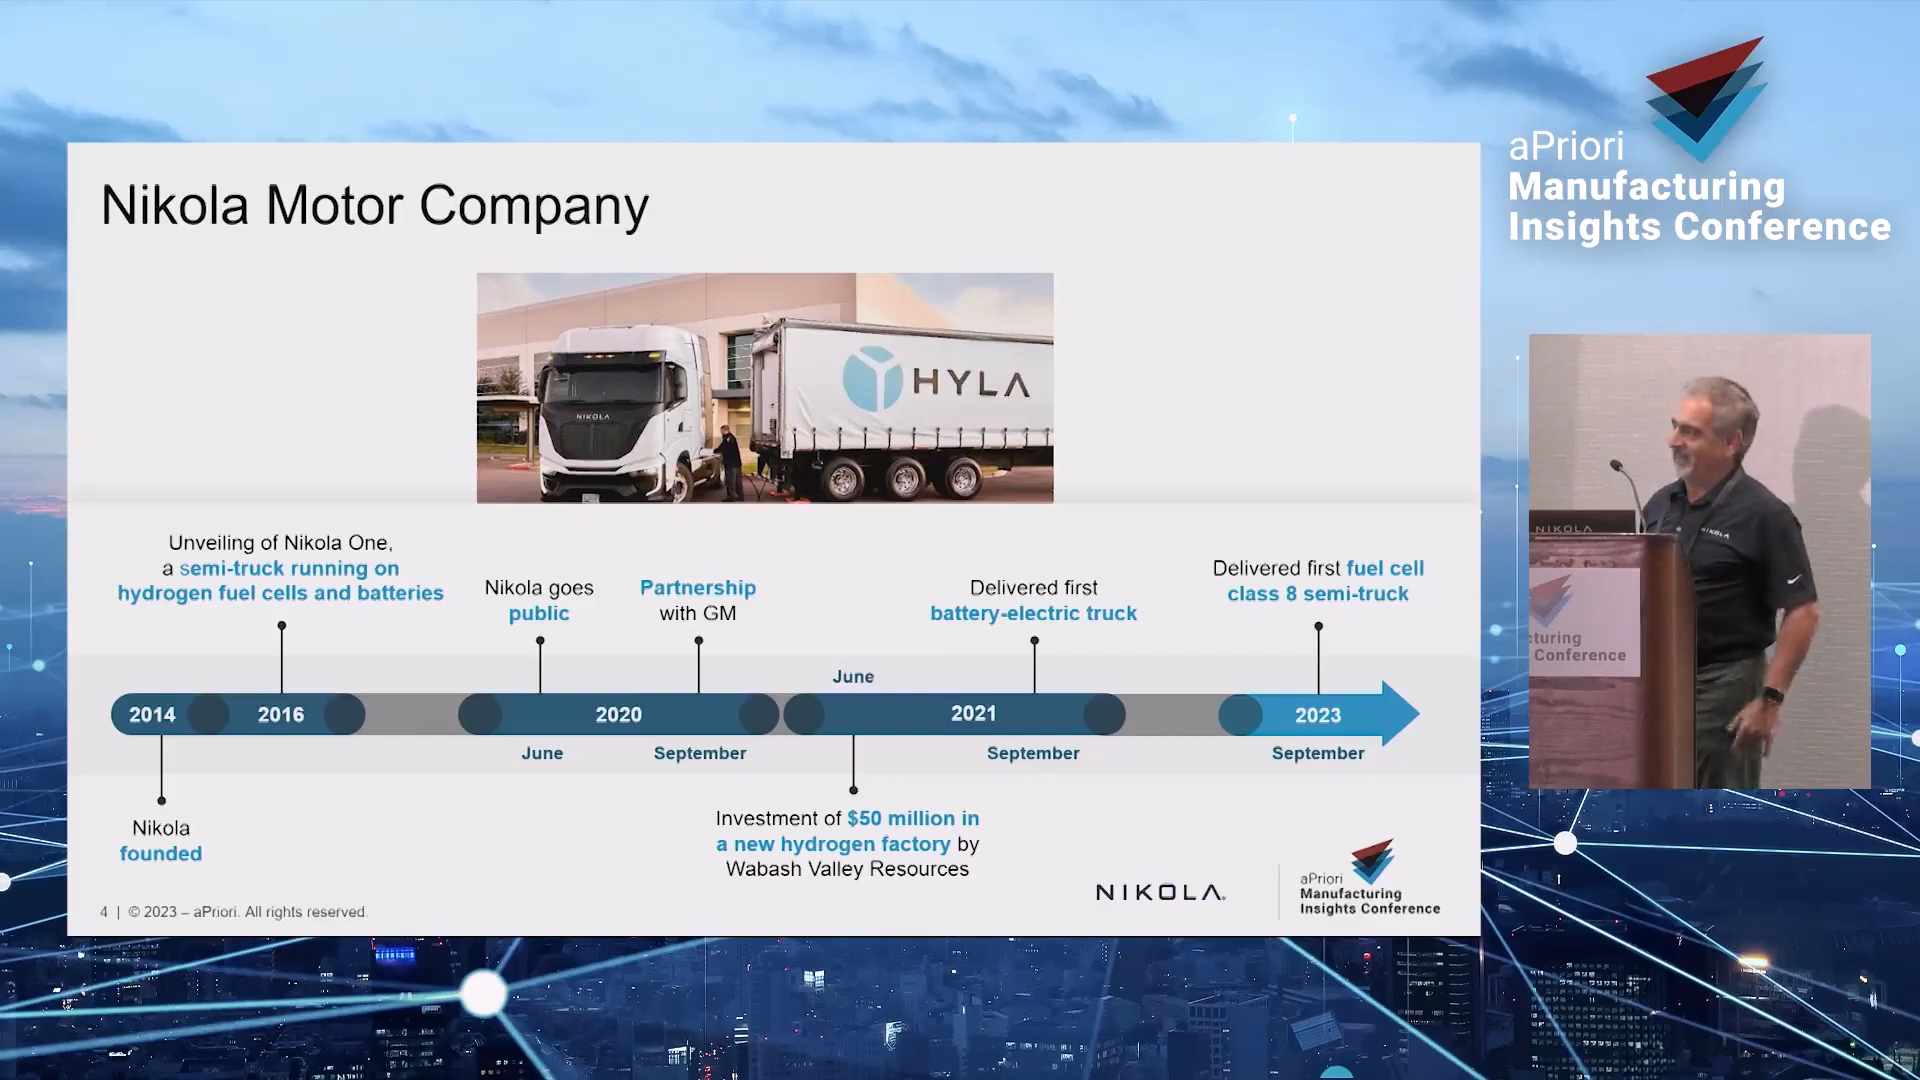 aPriori
Manufacturing
Insights Conference
Nikola Motor Company
NIKOLA
HYLA
Unveiling of Nikola One,
a semi-truck running on
hydrogen fuel cells and batteries
Nikola goes
public
Partnership
with GM
Delivered first
battery-electric truck
Delivered first fuel cell
class 8 semi-truck
June
2014
2016
2020
2021
2023
June
September
September
September
Nikola
founded
Investment of $50 million in
a new hydrogen factory by
Wabash Valley Resources
4 | © 2023 – aPriori. All rights reserved.
NIKOLA.
aPriori
Manufacturing
Insights Conference
NIKOLA
NIKOLA
cturing
Conference